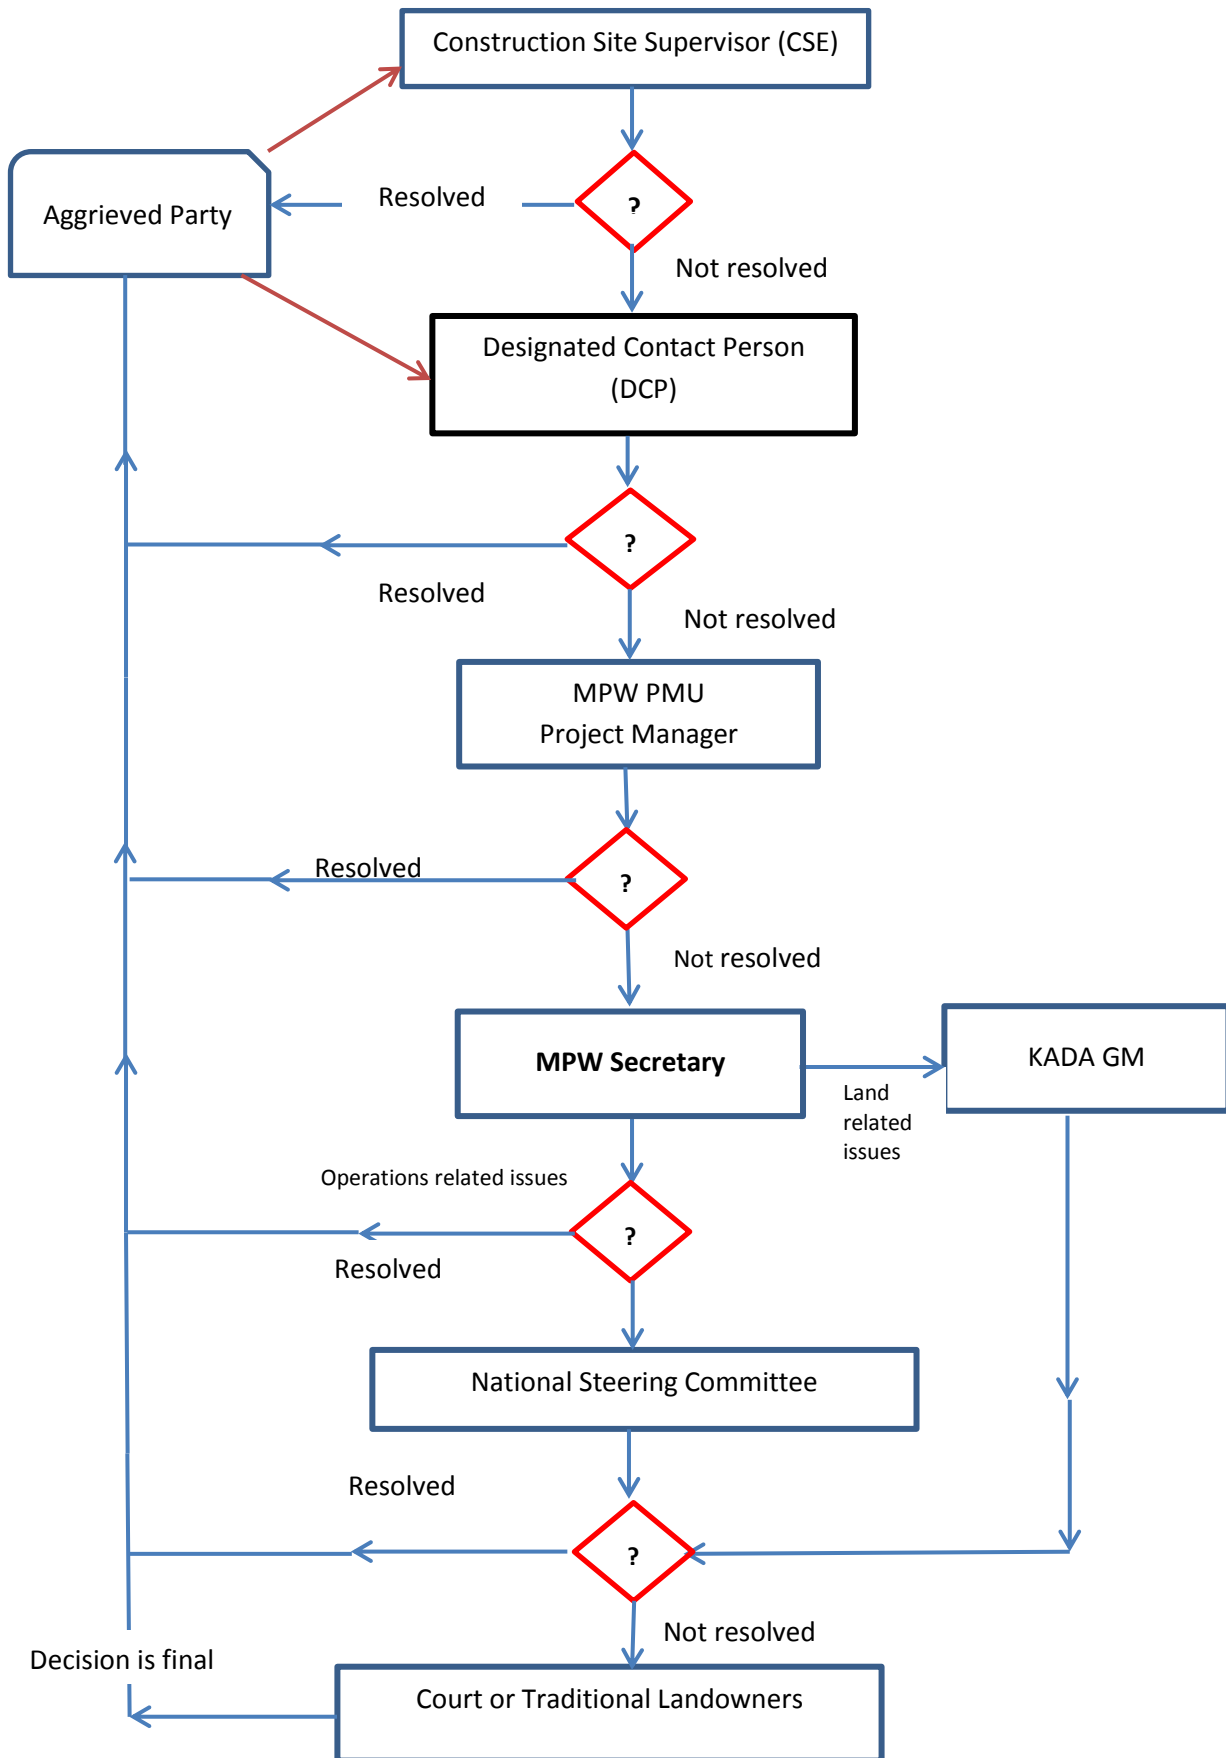 Construction Site Supervisor (CSE)
Aggrieved Party
Resolved
?
Not resolved
Designated Contact Person
(DCP)
?
Resolved
Not resolved
MPW PMU
Project Manager
Resolved
?
Not resolved
MPW Secretary
KADA GM
Land
related
issues
Operations related issues
?
Resolved
National Steering Committee
Resolved
?
Not resolved
Decision is final
Court or Traditional Landowners